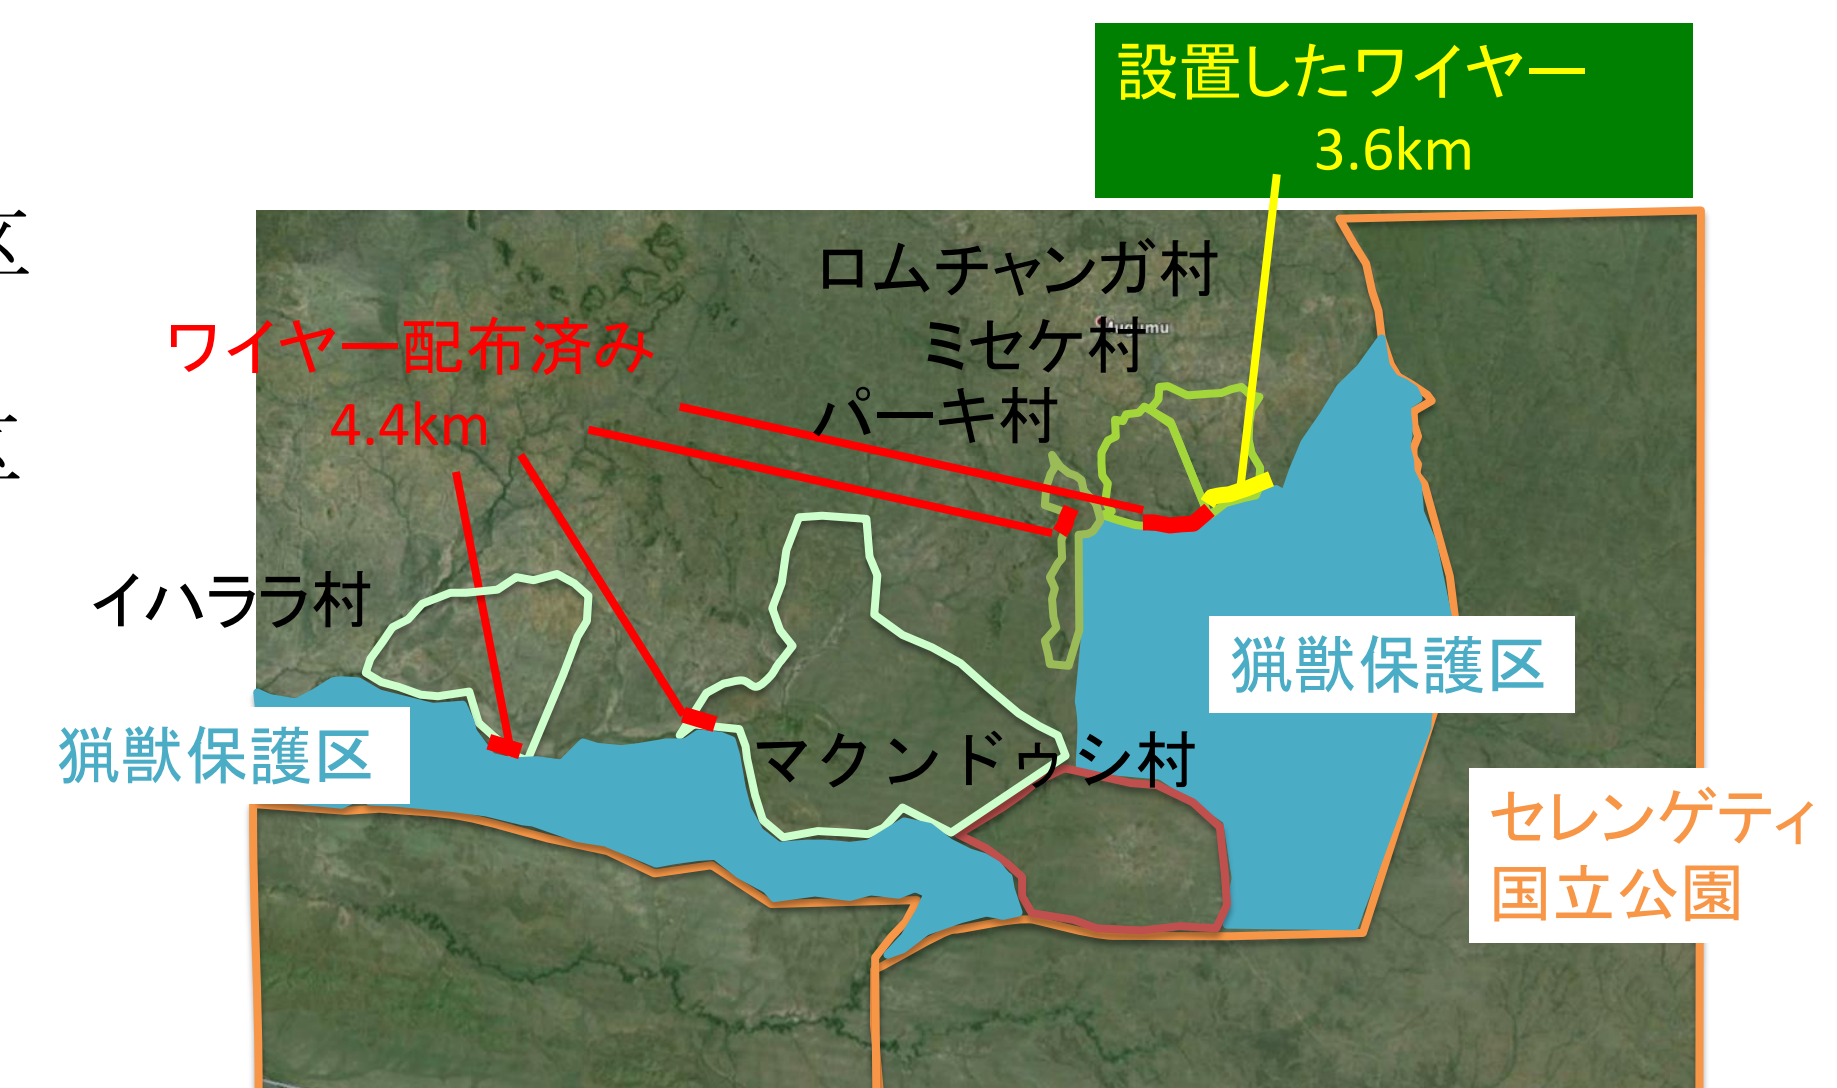 設置したワイヤー
3.6km
区
ロムチャンガ村
Mugumu
ミセケ村
ワイヤー配布済み
パーキ村
4.4km
区
イハララ村
猟獣保護区
猟獣保護区
マクンドゥシ村
セレンゲティ
国立公園